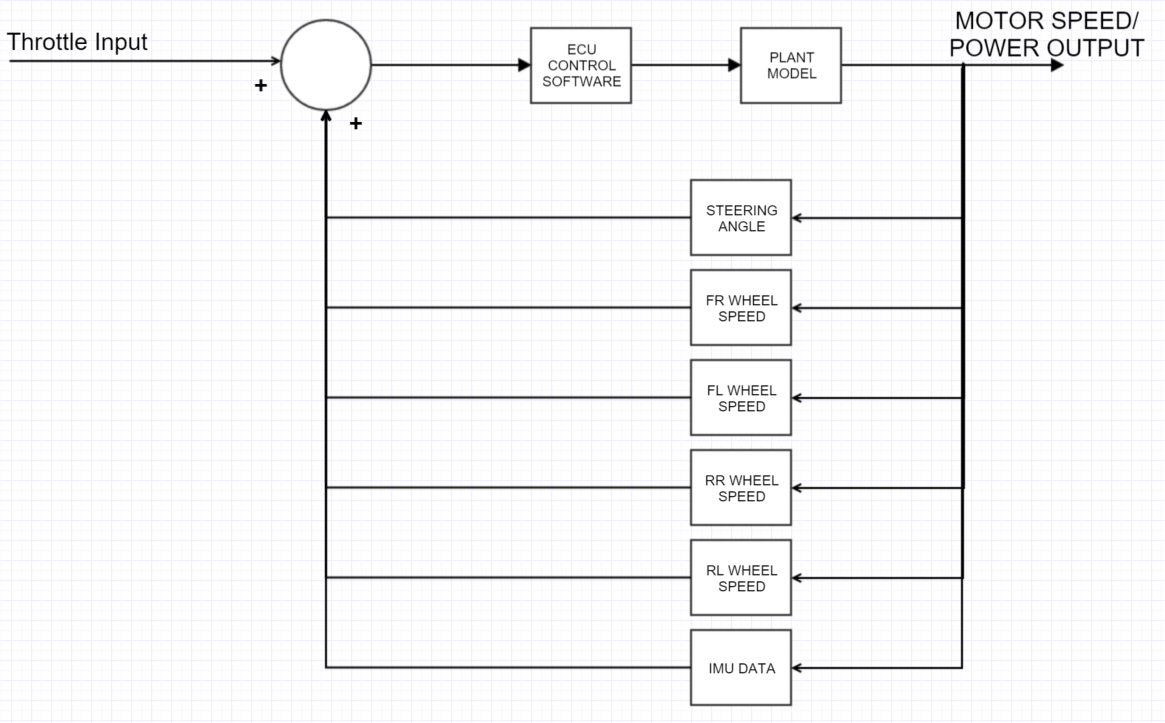 MOTOR SPEED/
POWER OUTPUT
Throttle Input
+
+
ECU
CONTROL
SOFTWARE
PLANT
MODEL
STEERING
ANGLE
FR WHEEL
SPEED
FL WHEEL
SPEED
RR WHEEL
SPEED
RL WHEEL
SPEED
IMU DATA